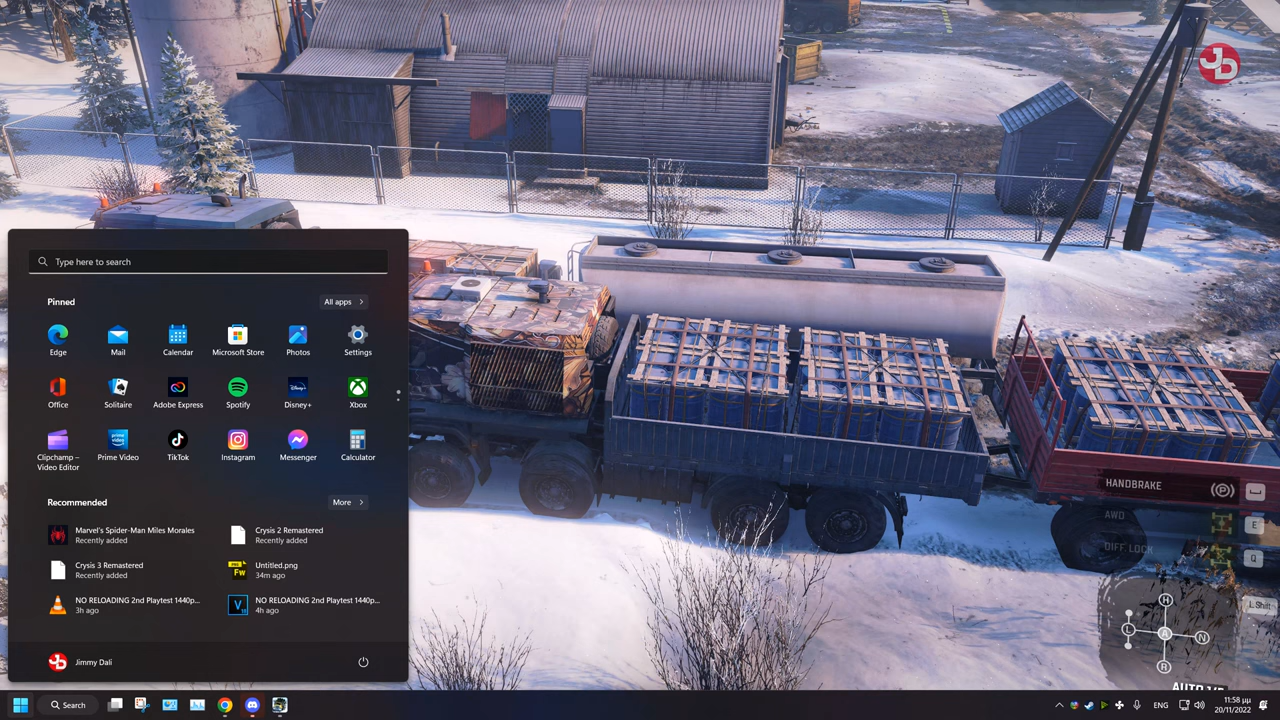 Type here to search
Pinned
All apps
Edge
Mail
Calendar
Microsoft Store
Photos
Settings
Office
Solitaire
Adobe Express
Spotify
Disney+
Xbox
Clipchamp – Video Editor
Prime Video
TikTok
Instagram
Messenger
Calculator
Recommended
More
Marvel's Spider-Man Miles Morales
Recently added
Crysis 2 Remastered
Recently added
Crysis 3 Remastered
Recently added
Untitled.png
34m ago
NO RELOADING 2nd Playtest 1440p...
3h ago
NO RELOADING 2nd Playtest 1440p...
4h ago
Jimmy Dali
HANDBRAKE
P
AWD
E
DIFF. LOCK
Q
L.Shift
H
L
A
N
R
Search
ENG
11:58 μμ
20/11/2022